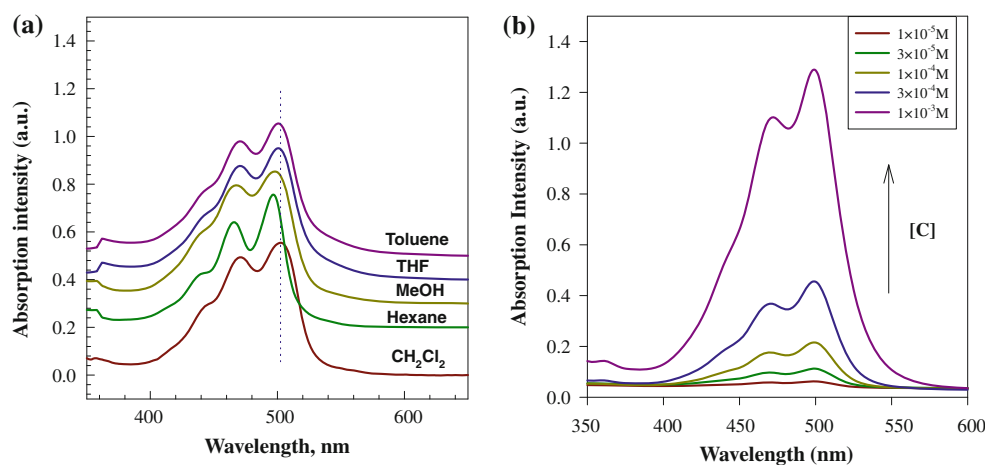 (a)
Absorption intensity (a.u.)
1.4
1.2
1.0
0.8
0.6
0.4
0.2
0.0
Toluene
THF
MeOH
Hexane
CH₂Cl₂
400
500
600
Wavelength, nm
(b)
Absorption Intensity (a.u.)
1.4
1.2
1.0
0.8
0.6
0.4
0.2
0.0
1×10⁻⁵M
3×10⁻⁵M
1×10⁻⁴M
3×10⁻⁴M
1×10⁻³M
[C]
350
400
450
500
550
600
Wavelength (nm)